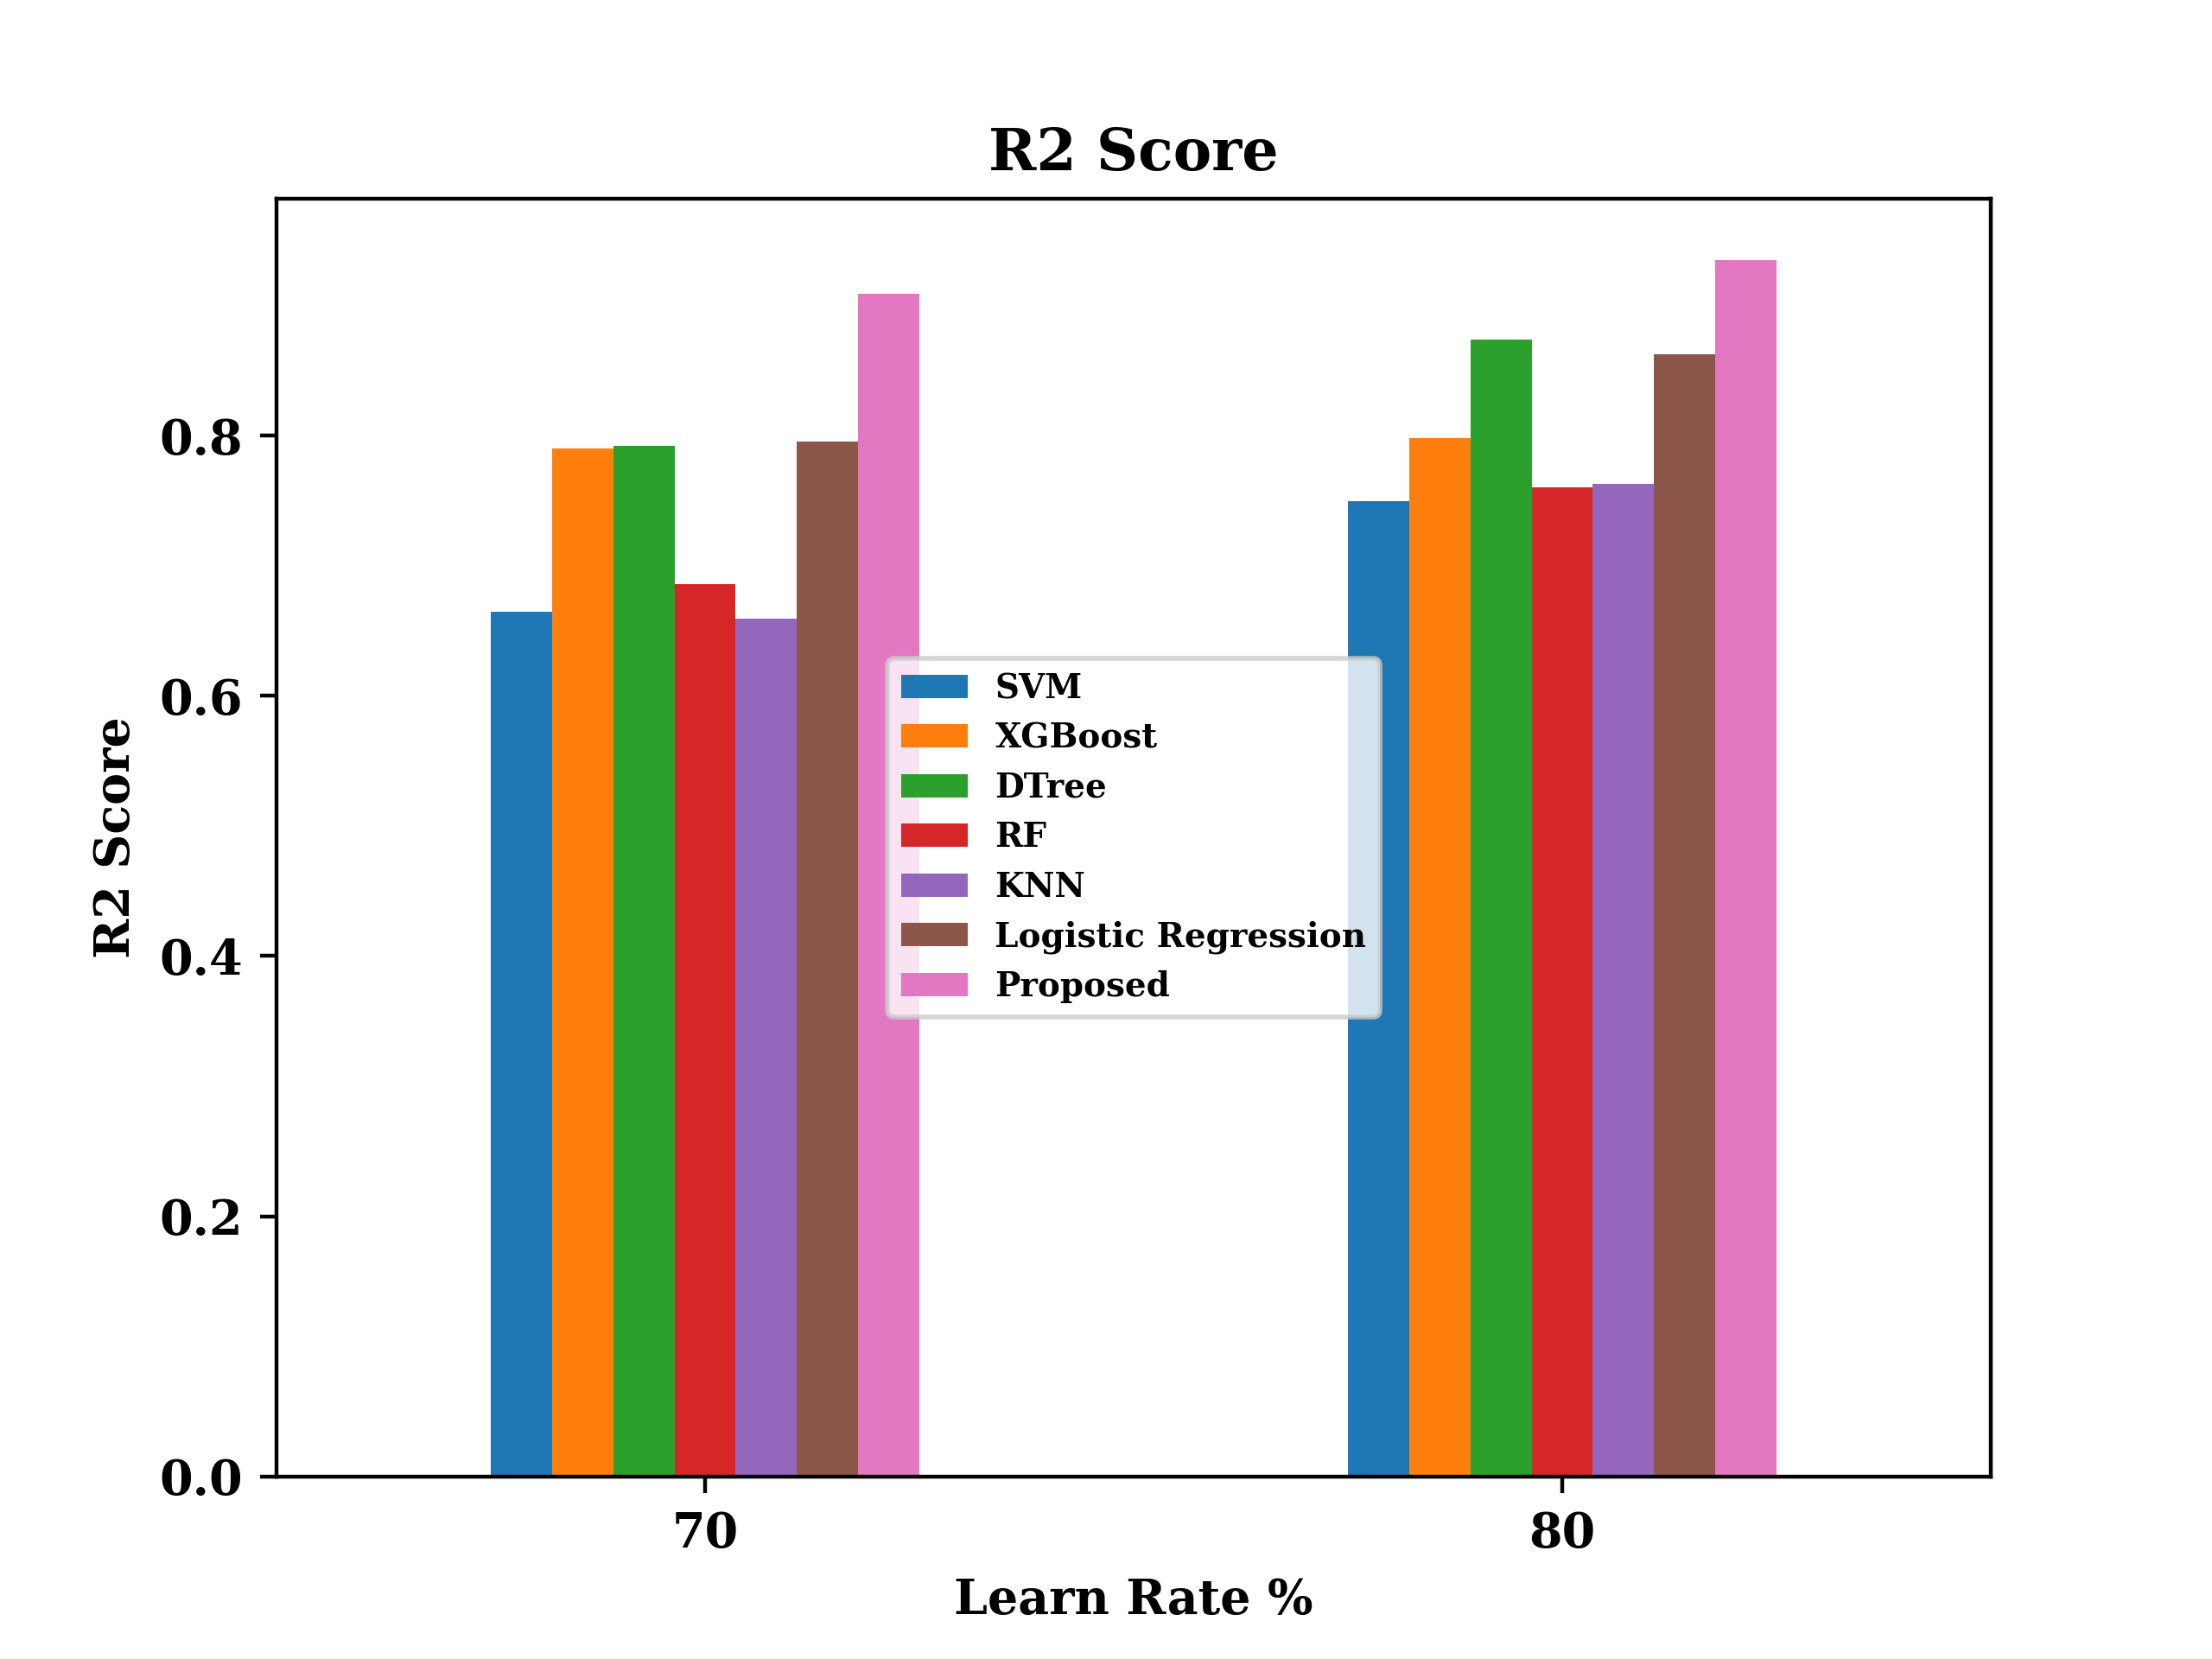 R2 Score
R2 Score
0.8
0.6
0.4
0.2
0.0
SVM
XGBoost
DTree
RF
KNN
Logistic Regression
Proposed
70
80
Learn Rate %